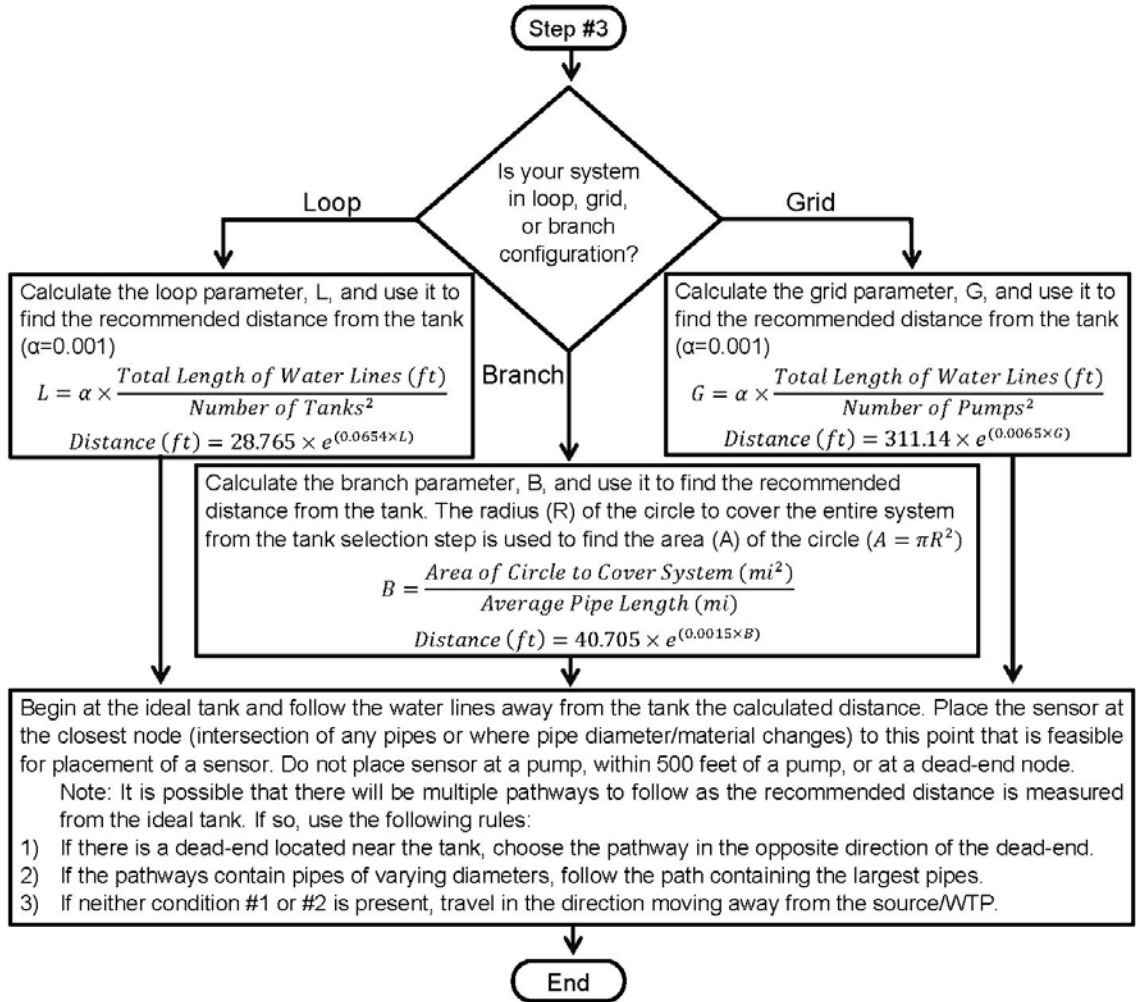 Step #3
Is your system
in loop, grid,
or branch
configuration?
Loop
Grid
Branch
Calculate the loop parameter, L, and use it to
find the recommended distance from the tank
(α=0.001)
L = α × Total Length of Water Lines (ft) / Number of Tanks²
Distance (ft) = 28.765 × e^(0.0654×L)
Calculate the grid parameter, G, and use it to
find the recommended distance from the tank
(α=0.001)
G = α × Total Length of Water Lines (ft) / Number of Pumps²
Distance (ft) = 311.14 × e^(0.0065×G)
Calculate the branch parameter, B, and use it to find the recommended
distance from the tank. The radius (R) of the circle to cover the entire system
from the tank selection step is used to find the area (A) of the circle (A = πR²)
B = Area of Circle to Cover System (mi²) / Average Pipe Length (mi)
Distance (ft) = 40.705 × e^(0.0015×B)
Begin at the ideal tank and follow the water lines away from the tank the calculated distance. Place the sensor at
the closest node (intersection of any pipes or where pipe diameter/material changes) to this point that is feasible
for placement of a sensor. Do not place sensor at a pump, within 500 feet of a pump, or at a dead-end node.
Note: It is possible that there will be multiple pathways to follow as the recommended distance is measured
from the ideal tank. If so, use the following rules:
1) If there is a dead-end located near the tank, choose the pathway in the opposite direction of the dead-end.
2) If the pathways contain pipes of varying diameters, follow the path containing the largest pipes.
3) If neither condition #1 or #2 is present, travel in the direction moving away from the source/WTP.
End